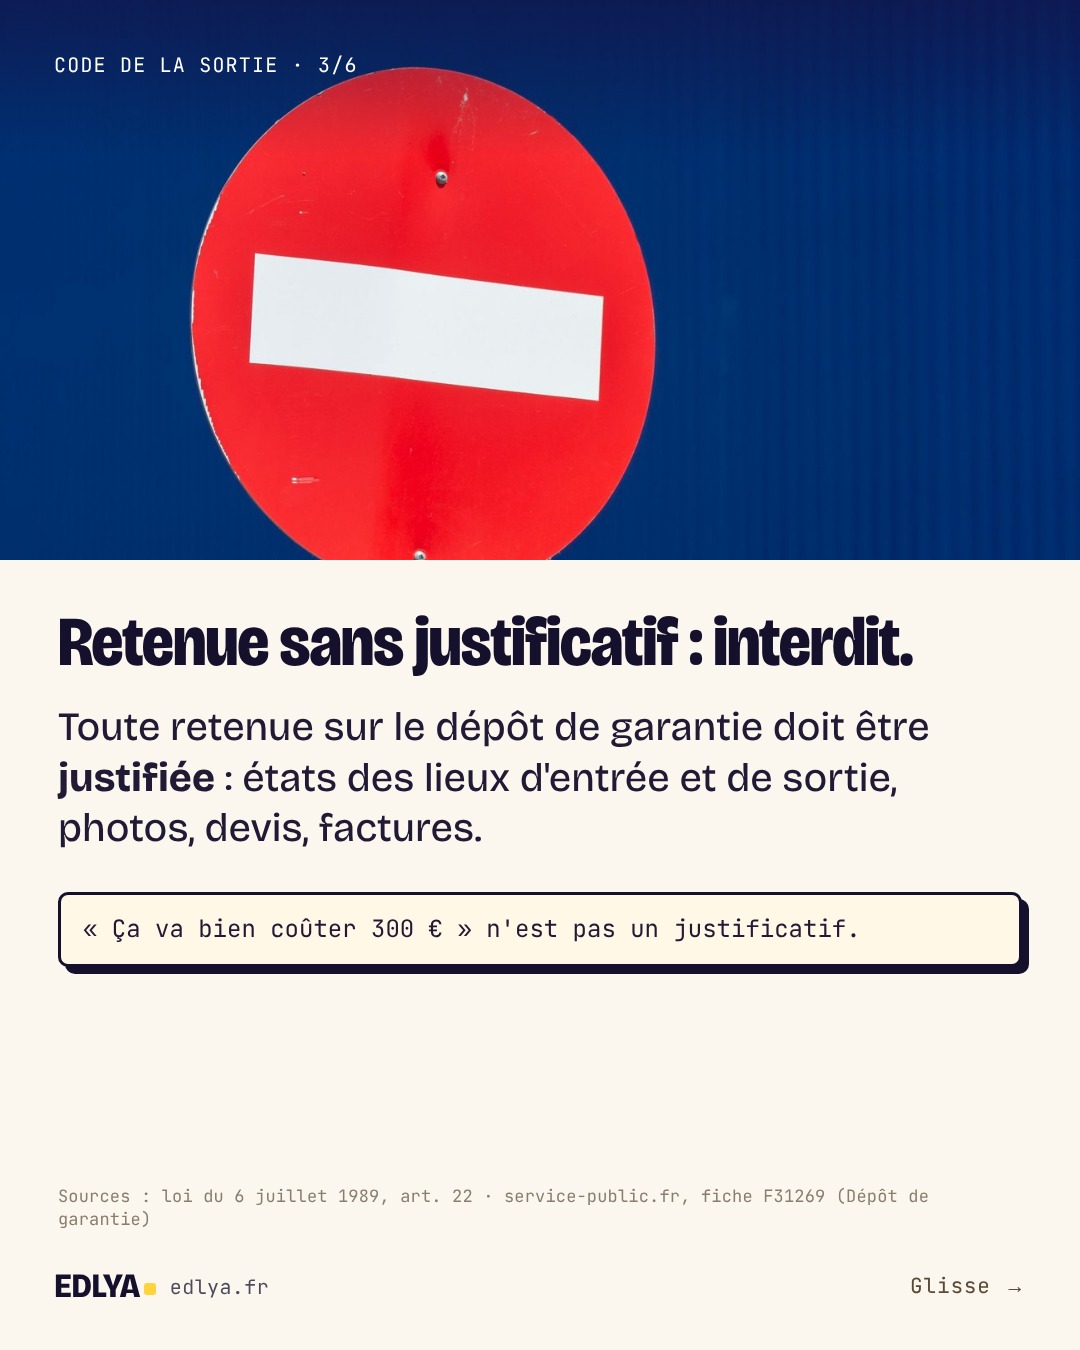 CODE DE LA SORTIE · 3/6
Retenue sans justificatif : interdit.
Toute retenue sur le dépôt de garantie doit être
justifiée : états des lieux d'entrée et de sortie,
photos, devis, factures.
« Ça va bien coûter 300 € » n'est pas un justificatif.
Sources : loi du 6 juillet 1989, art. 22 · service-public.fr, fiche F31269 (Dépôt de
garantie)
EDLYA edlya.fr
Glisse →